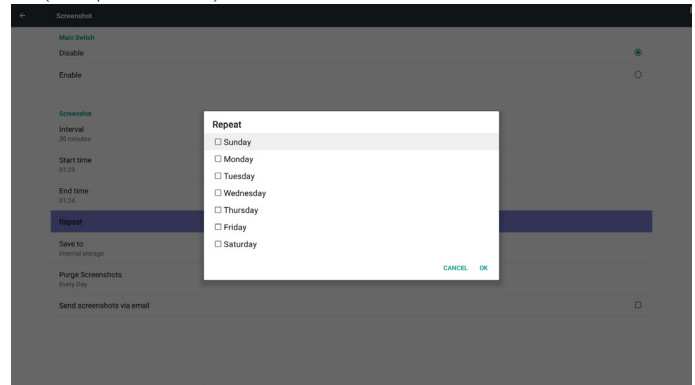 Screenshot
Main Switch
Disable
Enable
Screenshot
Interval
30 minutes
Start time
01:23
End time
01:24
Repeat
Save to
Internal storage
Purge Screenshots
Every Day
Send screenshots via email
Repeat
Sunday
Monday
Tuesday
Wednesday
Thursday
Friday
Saturday
CANCEL OK